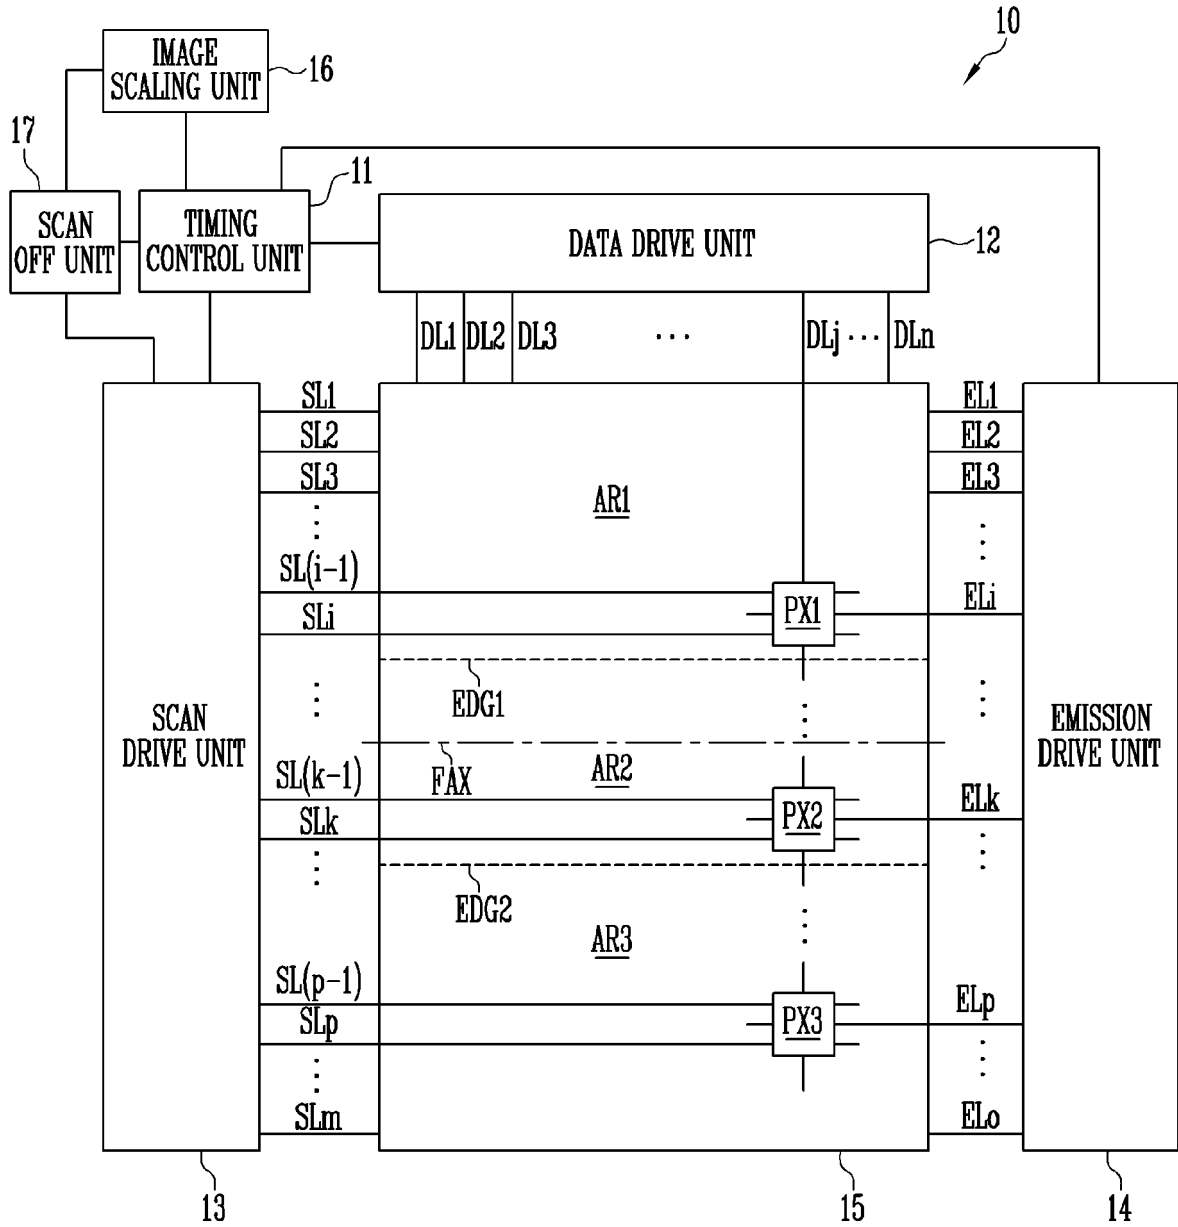 10
IMAGE
SCALING UNIT
16
17
SCAN
OFF UNIT
11
TIMING
CONTROL UNIT
DATA DRIVE UNIT
12
DL1 DL2 DL3 ... DLj ... DLn
SL1
SL2
SL3
SL(i-1)
SLi
SL(k-1)
SLk
SL(p-1)
SLp
SLm
SCAN
DRIVE UNIT
13
AR1
PX1
EDG1
FAX
AR2
PX2
EDG2
AR3
PX3
15
EL1
EL2
EL3
ELi
ELk
ELp
ELo
EMISSION
DRIVE UNIT
14